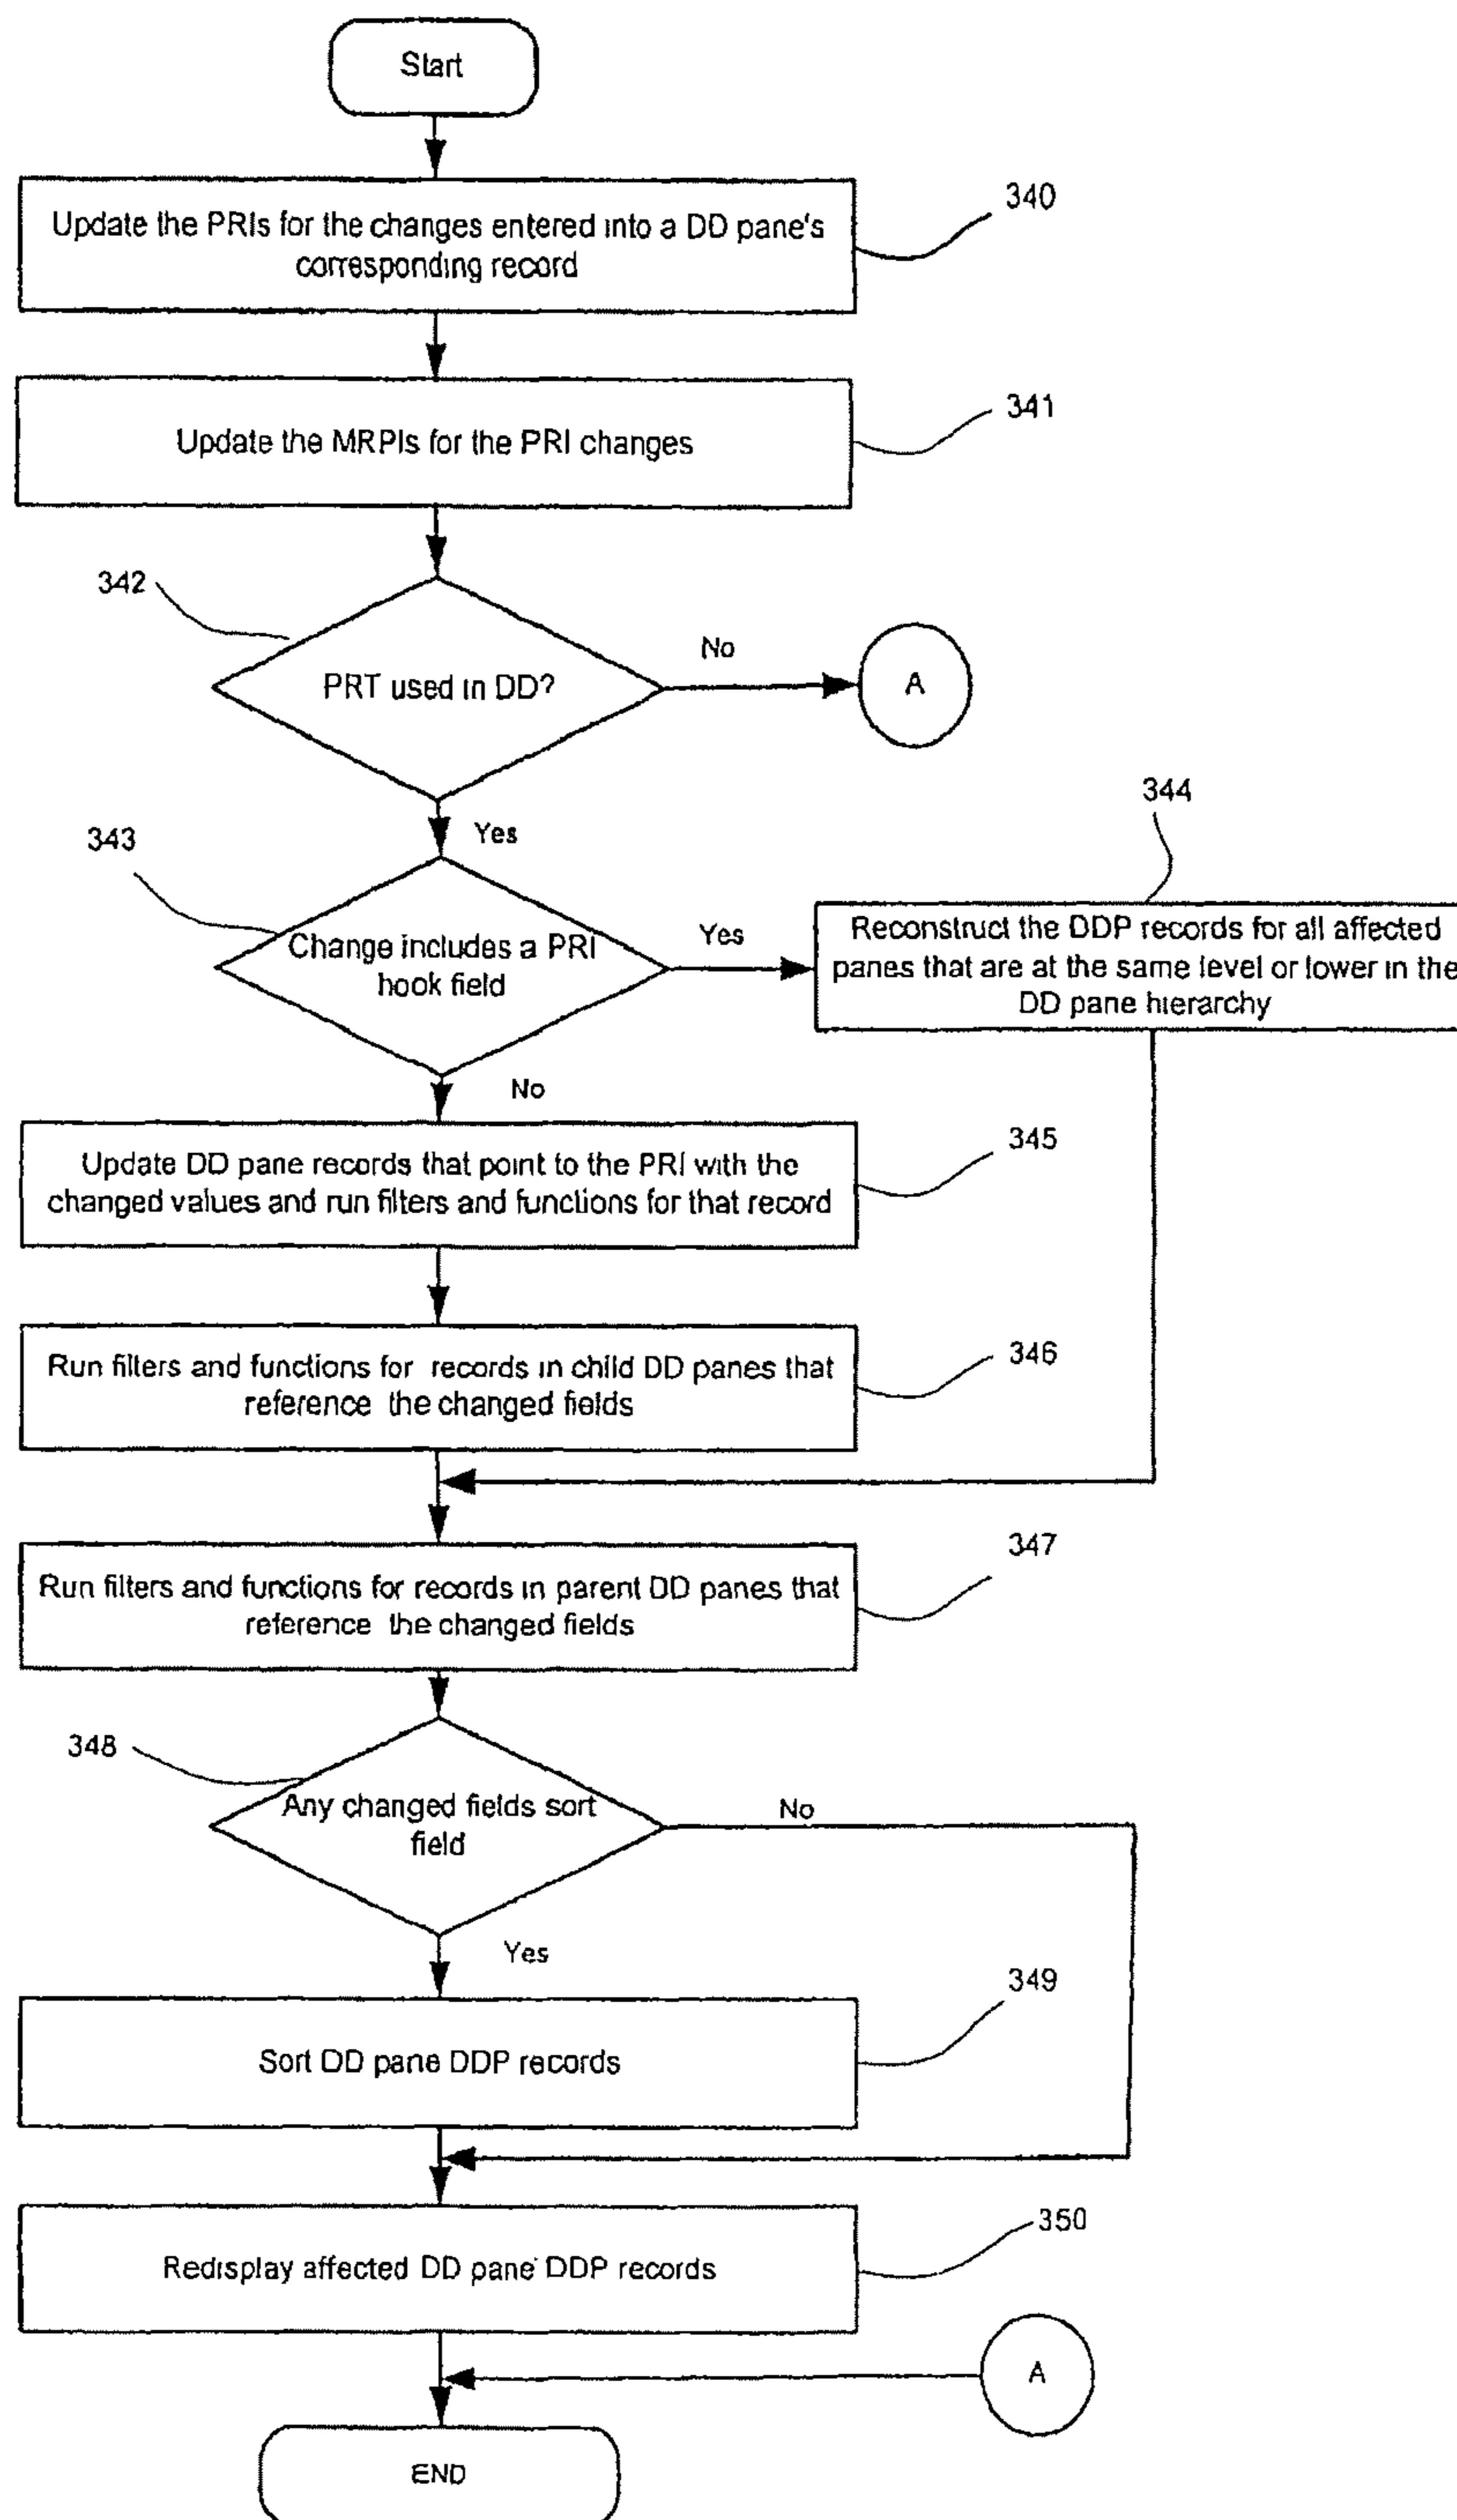 Start
Update the PRIs for the changes entered into a DD pane's
corresponding record
340
Update the MRPIs for the PRI changes
341
342
PRT used in DD?
No
A
Yes
343
Change includes a PRI
hook field
Yes
344
Reconstruct the DDP records for all affected
panes that are at the same level or lower in the
DD pane hierarchy
No
Update DD pane records that point to the PRI with the
changed values and run filters and functions for that record
345
Run filters and functions for records in child DD panes that
reference the changed fields
346
Run filters and functions for records in parent DD panes that
reference the changed fields
347
348
Any changed fields sort
field
No
Yes
Sort DD pane DDP records
349
Redisplay affected DD pane DDP records
350
A
END